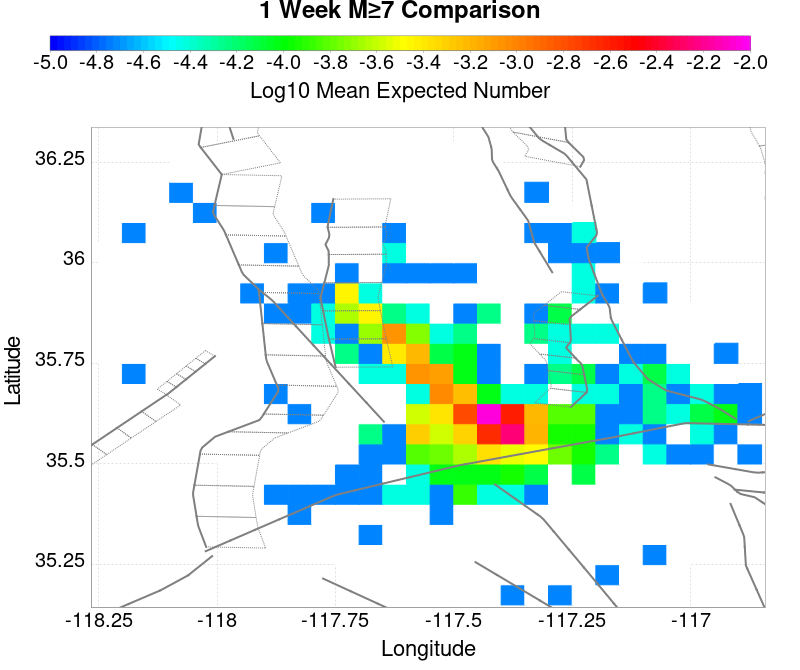 1 Week M≥7 Comparison
-5.0 -4.8 -4.6 -4.4 -4.2 -4.0 -3.8 -3.6 -3.4 -3.2 -3.0 -2.8 -2.6 -2.4 -2.2 -2.0
Log10 Mean Expected Number
36.25
36
35.75
35.5
35.25
Latitude
-118.25 -118 -117.75 -117.5 -117.25 -117
Longitude